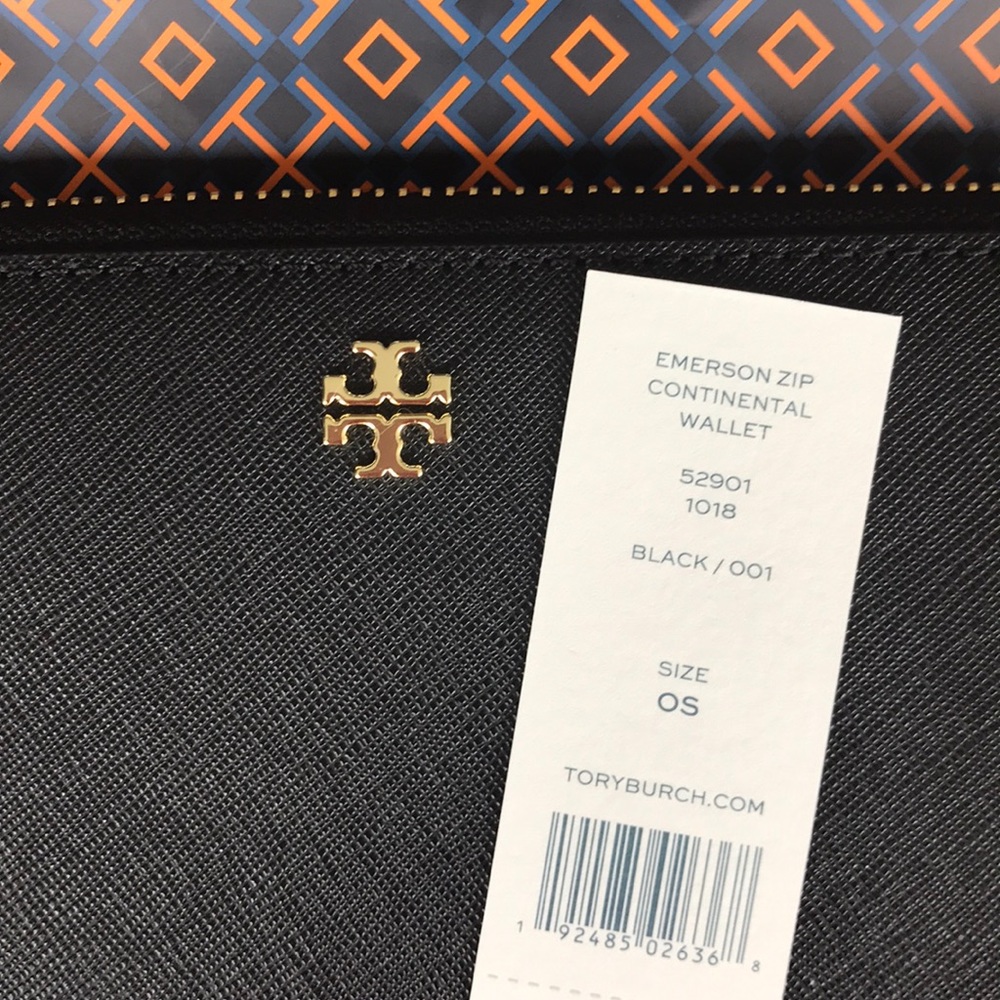 EMERSON ZIP
CONTINENTAL
WALLET
52901
1018
BLACK / 001
SIZE
OS
TORYBURCH.COM
1 92485 02636 8